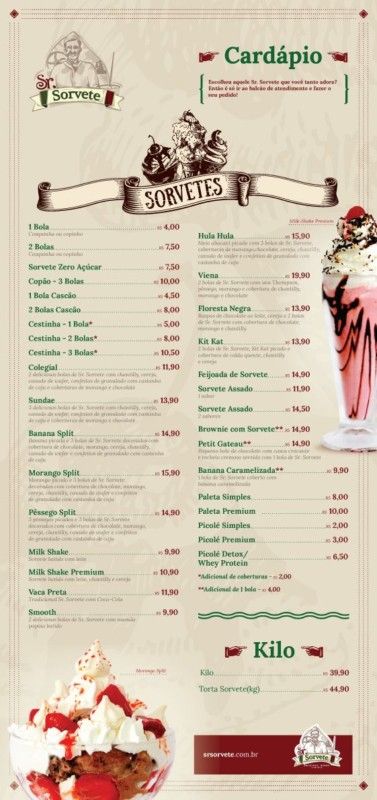 Sr.
Sorvete
Cardápio
Escolheu aquele Sr. Sorvete que você tanto adora?
Então é só ir ao balcão de atendimento e fazer o
seu pedido!
SORVETES
1 Bola R$ 4,00
Casquinha ou copinho
2 Bolas R$ 7,50
Casquinha ou copinho
Sorvete Zero Açúcar R$ 7,50
Copão - 3 Bolas R$ 10,00
1 Bola Cascão R$ 4,50
2 Bolas Cascão R$ 8,00
Cestinha - 1 Bola* R$ 5,00
Cestinha - 2 Bolas* R$ 8,00
Cestinha - 3 Bolas* R$ 10,50
Colegial R$ 11,90
2 deliciosas bolas de Sr. Sorvete com chantilly, cereja,
canudo de wafer, confeitos de granulado com castanha
de caju e coberturas de morango e chocolate
Sundae R$ 13,90
3 deliciosas bolas de Sr. Sorvete com chantilly, cereja,
canudo de wafer, confeitos de granulado com castanha
de caju e coberturas de morango e chocolate
Banana Split R$ 14,90
Banana picada e 3 bolas de Sr. Sorvete decoradas com
cobertura de chocolate, morango, chantilly, cereja,
canudo de wafer e confeitos de granulado com castanha
de caju
Morango Split R$ 15,90
Morango picado e 3 bolas de Sr. Sorvete
decoradas com cobertura de chocolate, morango,
cereja, chantilly, canudo de wafer e confeitos
de granulado com castanha de caju
Pêssego Split R$ 14,90
3 pêssegos picados e 3 bolas de Sr. Sorvete
decoradas com cobertura de chocolate, morango,
cereja, chantilly, canudo de wafer e confeitos
de granulado com castanha de caju
Milk Shake R$ 9,90
Sorvete batido com leite
Milk Shake Premium R$ 10,90
Sorvete batido com leite, chantilly e cereja
Vaca Preta R$ 11,90
Tradicional Sr. Sorvete com Coca-Cola
Smooth R$ 9,90
2 deliciosas bolas de Sr. Sorvete com mamão
papaia batido
Morango Split
Milk Shake Premium
Hula Hula R$ 15,90
Meio abacaxi picado com 3 bolas de Sr. Sorvete,
coberturas de morango, chocolate, cereja, chantilly,
canudo e confeitos de granulado com
castanha de caju
Viena R$ 19,90
2 bolas de Sr. Sorvete com uva Thompson,
pêssego, morango e cobertura de chantilly,
morango e chocolate
Floresta Negra R$ 13,90
Raspas de chocolate ao leite, cereja e 2 bolas
de Sr. Sorvete com cobertura de chocolate,
morango e chantilly
Kit Kat R$ 13,90
2 bolas de Sr. Sorvete, Kit Kat picado e
cobertura de calda quente, chantilly
e cereja
Feijoada de Sorvete R$ 14,90
Sorvete Assado R$ 11,90
1 sabor
Sorvete Assado R$ 14,50
2 sabores
Brownie com Sorvete** R$ 14,90
Petit Gateau** R$ 14,90
Pequeno bolo de chocolate com casca crocante
e recheio cremoso servido com 1 bola de Sr. Sorvete
Banana Caramelizada** R$ 9,90
1 bola de Sr. Sorvete coberto com
banana caramelizada
Paleta Simples R$ 8,00
Paleta Premium R$ 10,00
Picolé Simples R$ 2,00
Picolé Premium R$ 3,00
Picolé Detox/
Whey Protein R$ 6,50
*Adicional de coberturas - R$ 2,00
**Adicional de 1 bola - R$ 4,00
Kilo
Kilo R$ 39,90
Torta Sorvete(kg) R$ 44,90
srsorvete.com.br
Sr.
Sorvete